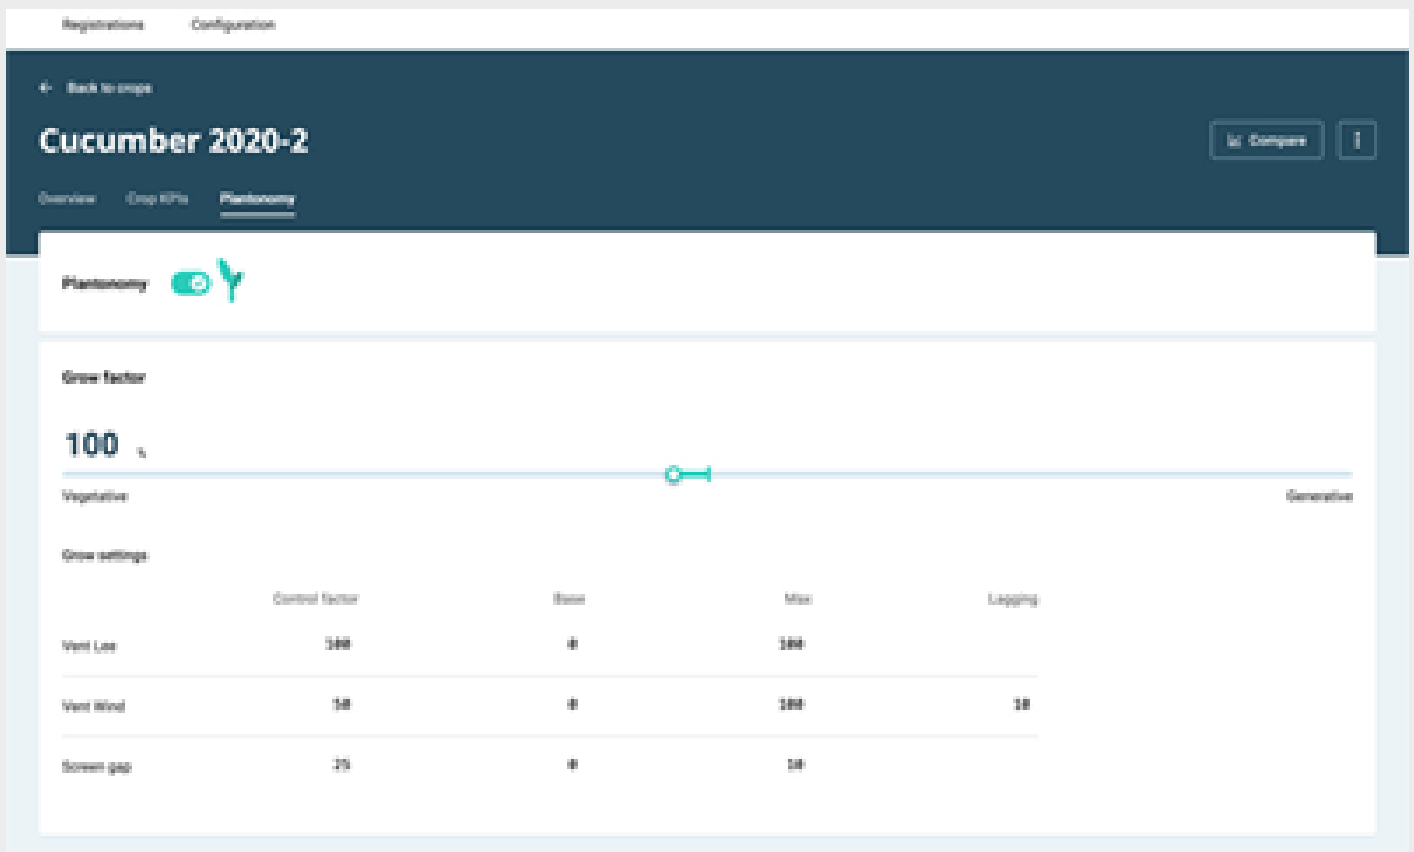 Registrations Configuration
Back to crops
Cucumber 2020-2
Compare
Overview Crop KPIs Plantonomy
Plantonomy
Grow factor
100 %
Vegetative Generative
Grow settings
Control factor Base Max Lagging
Vent Lee 100 0 100
Vent Wind 50 0 100 10
Screen gap 25 0